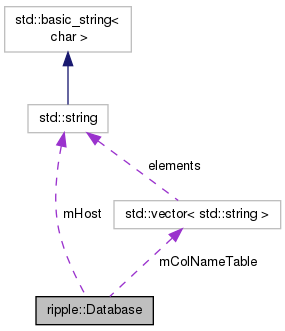 std::basic_string<
char >
std::string
elements
mHost
std::vector< std::string >
mColNameTable
ripple::Database